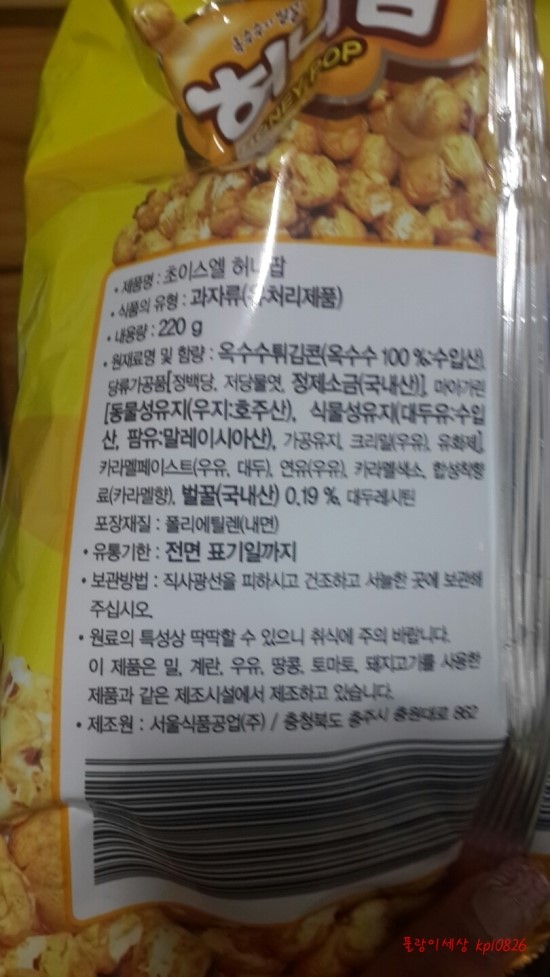 허니팝
HONEY POP
• 제품명 : 초이스엘 허니팝
• 식품의 유형 : 과자류(유처리제품)
• 내용량 : 220 g
• 원재료명 및 함량 : 옥수수튀김콘(옥수수 100 %:수입산),
당류가공품[정백당, 저당물엿, 정제소금(국내산)], 마아가린
[동물성유지(우지:호주산), 식물성유지(대두유:수입
산, 팜유:말레이시아산), 가공유지, 크리밀(우유), 유화제],
카라멜페이스트(우유, 대두), 연유(우유), 카라멜색소, 합성착향
료(카라멜향), 벌꿀(국내산) 0.19 %, 대두레시틴
포장재질 : 폴리에틸렌(내면)
• 유통기한 : 전면 표기일까지
• 보관방법 : 직사광선을 피하시고 건조하고 서늘한 곳에 보관해
주십시오.
• 원료의 특성상 딱딱할 수 있으니 취식에 주의 바랍니다.
이 제품은 밀, 계란, 우유, 땅콩, 토마토, 돼지고기를 사용한
제품과 같은 제조시설에서 제조하고 있습니다.
• 제조원 : 서울식품공업(주) / 충청북도 충주시 충원대로 862
풀랑이세상 kpl0826